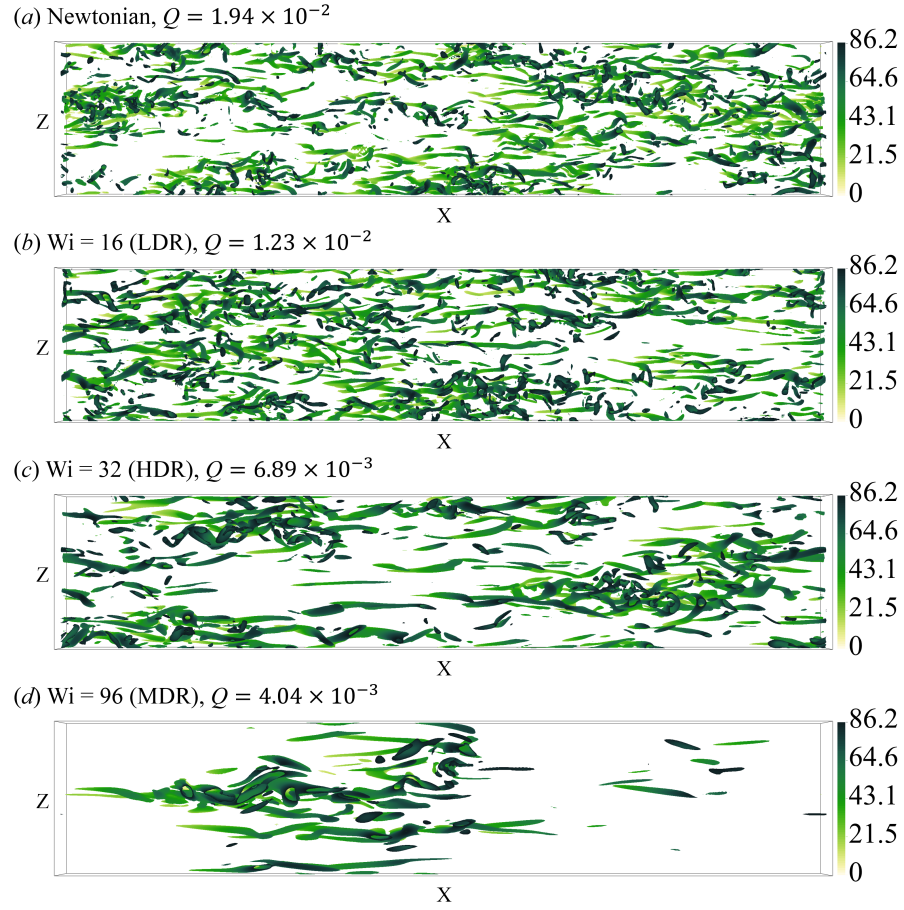 (a) Newtonian, Q = 1.94 × 10⁻²
86.2
64.6
Z
43.1
21.5
0
X
(b) Wi = 16 (LDR), Q = 1.23 × 10⁻²
86.2
64.6
Z
43.1
21.5
0
X
(c) Wi = 32 (HDR), Q = 6.89 × 10⁻³
86.2
64.6
Z
43.1
21.5
0
X
(d) Wi = 96 (MDR), Q = 4.04 × 10⁻³
86.2
64.6
Z
43.1
21.5
0
X